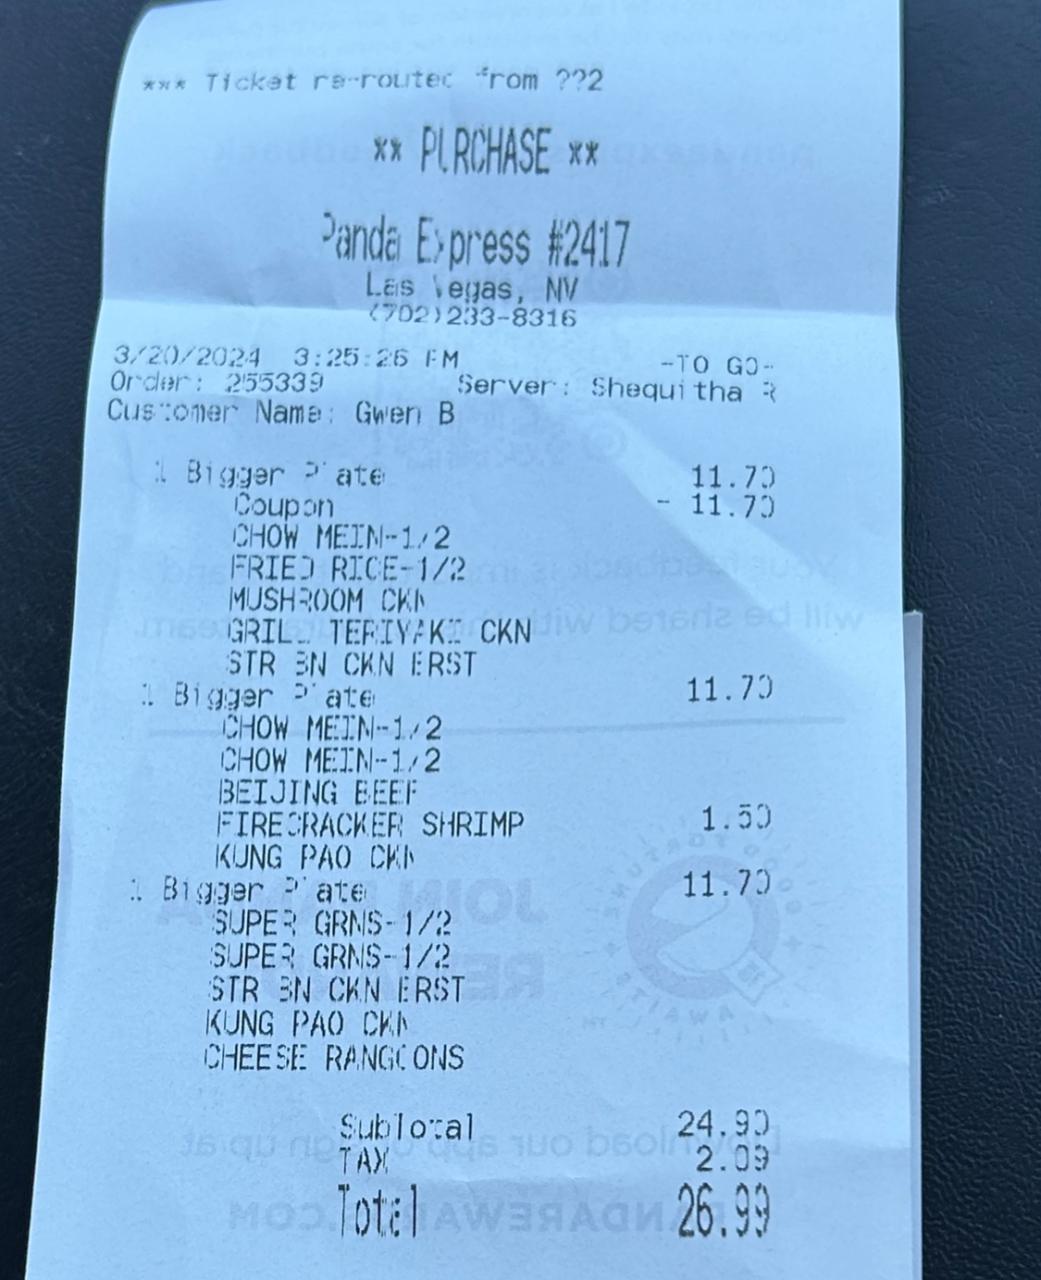 *** Ticket re-routed from ??2
** PURCHASE **
Panda Express #2417
Las Vegas, NV
(702)233-8316
3/20/2024 3:25:26 PM -TO GO-
Order: 255339 Server: Shequitha R
Customer Name: Gwen B
1 Bigger Plate 11.70
Coupon - 11.70
CHOW MEIN-1/2
FRIED RICE-1/2
MUSHROOM CKN
GRILL TERIYAKI CKN
STR BN CKN BRST
1 Bigger Plate 11.70
CHOW MEIN-1/2
CHOW MEIN-1/2
BEIJING BEEF
FIRECRACKER SHRIMP 1.50
KUNG PAO CKN
1 Bigger Plate 11.70
SUPER GRNS-1/2
SUPER GRNS-1/2
STR BN CKN BRST
KUNG PAO CKN
CHEESE RANGOONS
SubTotal 24.90
TAX 2.09
Total 26.99